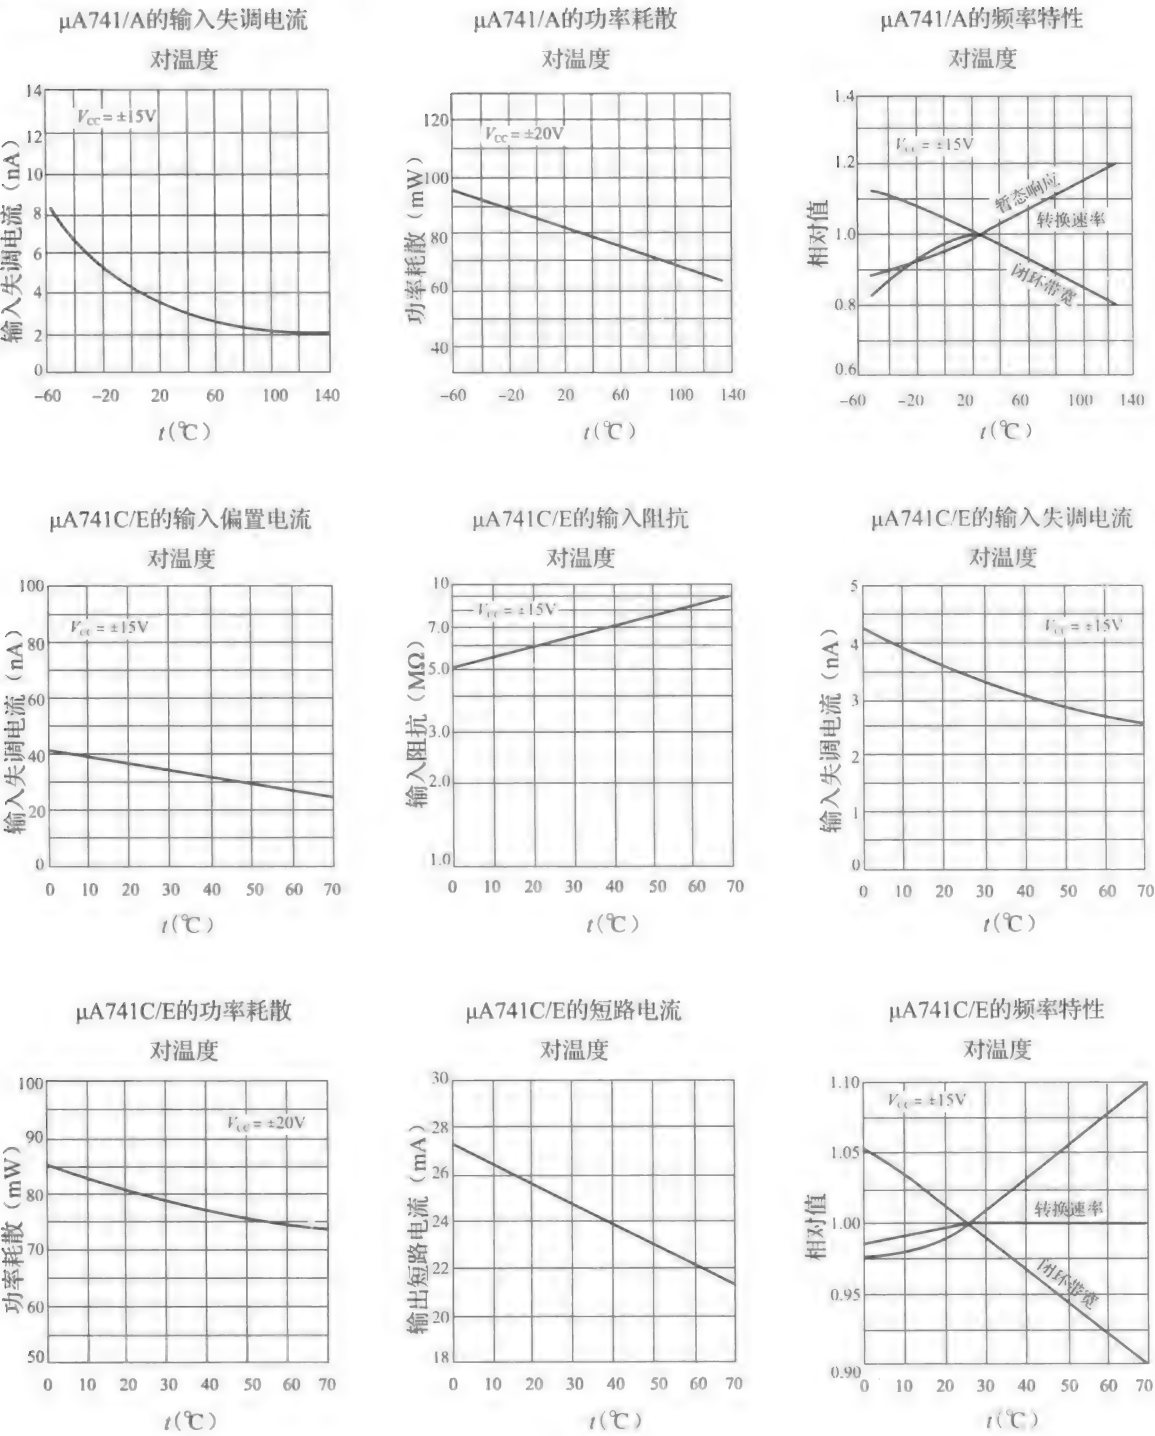 μA741/A的输入失调电流
对温度
14
12
10
8
6
4
2
0
V_CC = ±15V
输入失调电流（nA）
-60 -20 20 60 100 140
t(℃)
μA741/A的功率耗散
对温度
120
100
80
60
40
V_CC = ±20V
功率耗散（mW）
-60 -20 20 60 100 140
t(℃)
μA741/A的频率特性
对温度
1.4
1.2
1.0
0.8
0.6
V_CC = ±15V
暂态响应
转换速率
闭环带宽
相对值
-60 -20 20 60 100 140
t(℃)
μA741C/E的输入偏置电流
对温度
100
80
60
40
20
0
V_CC = ±15V
输入失调电流（nA）
0 10 20 30 40 50 60 70
t(℃)
μA741C/E的输入阻抗
对温度
10
7.0
5.0
3.0
2.0
1.0
V_CC = ±15V
输入阻抗（MΩ）
0 10 20 30 40 50 60 70
t(℃)
μA741C/E的输入失调电流
对温度
5
4
3
2
1
0
V_CC = ±15V
输入失调电流（nA）
0 10 20 30 40 50 60 70
t(℃)
μA741C/E的功率耗散
对温度
100
90
80
70
60
50
V_CC = ±20V
功率耗散（mW）
0 10 20 30 40 50 60 70
t(℃)
μA741C/E的短路电流
对温度
30
28
26
24
22
20
18
输出短路电流（mA）
0 10 20 30 40 50 60 70
t(℃)
μA741C/E的频率特性
对温度
1.10
1.05
1.00
0.95
0.90
V_CC = ±15V
转换速率
闭环带宽
相对值
0 10 20 30 40 50 60 70
t(℃)